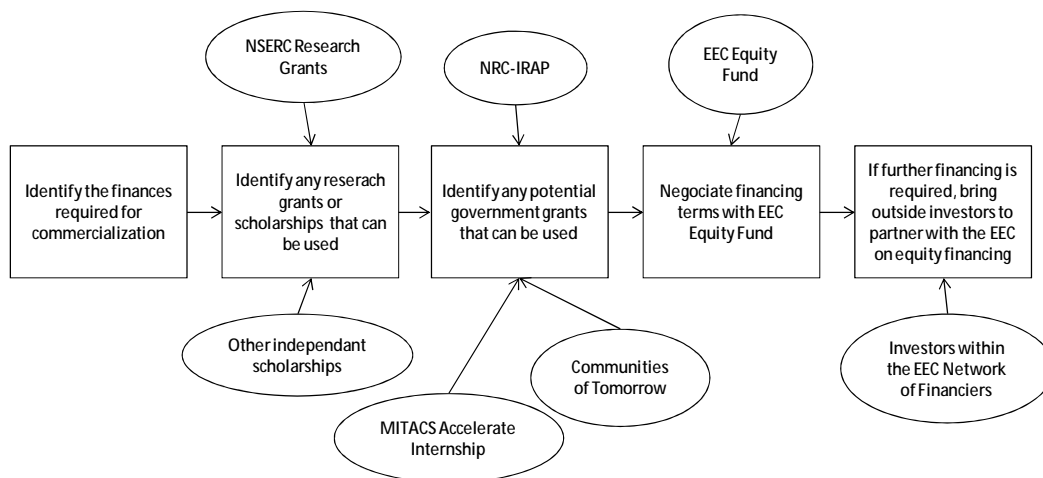 NSERC Research
Grants
NRC-IRAP
EEC Equity
Fund
Identify the finances
required for
commercialization
Identify any reserach
grants or
scholarships that can
be used
Identify any potential
government grants
that can be used
Negociate financing
terms with EEC
Equity Fund
If further financing is
required, bring
outside investors to
partner with the EEC
on equity financing
Other independant
scholarships
MITACS Accelerate
Internship
Communities
of Tomorrow
Investors within
the EEC Network
of Financiers